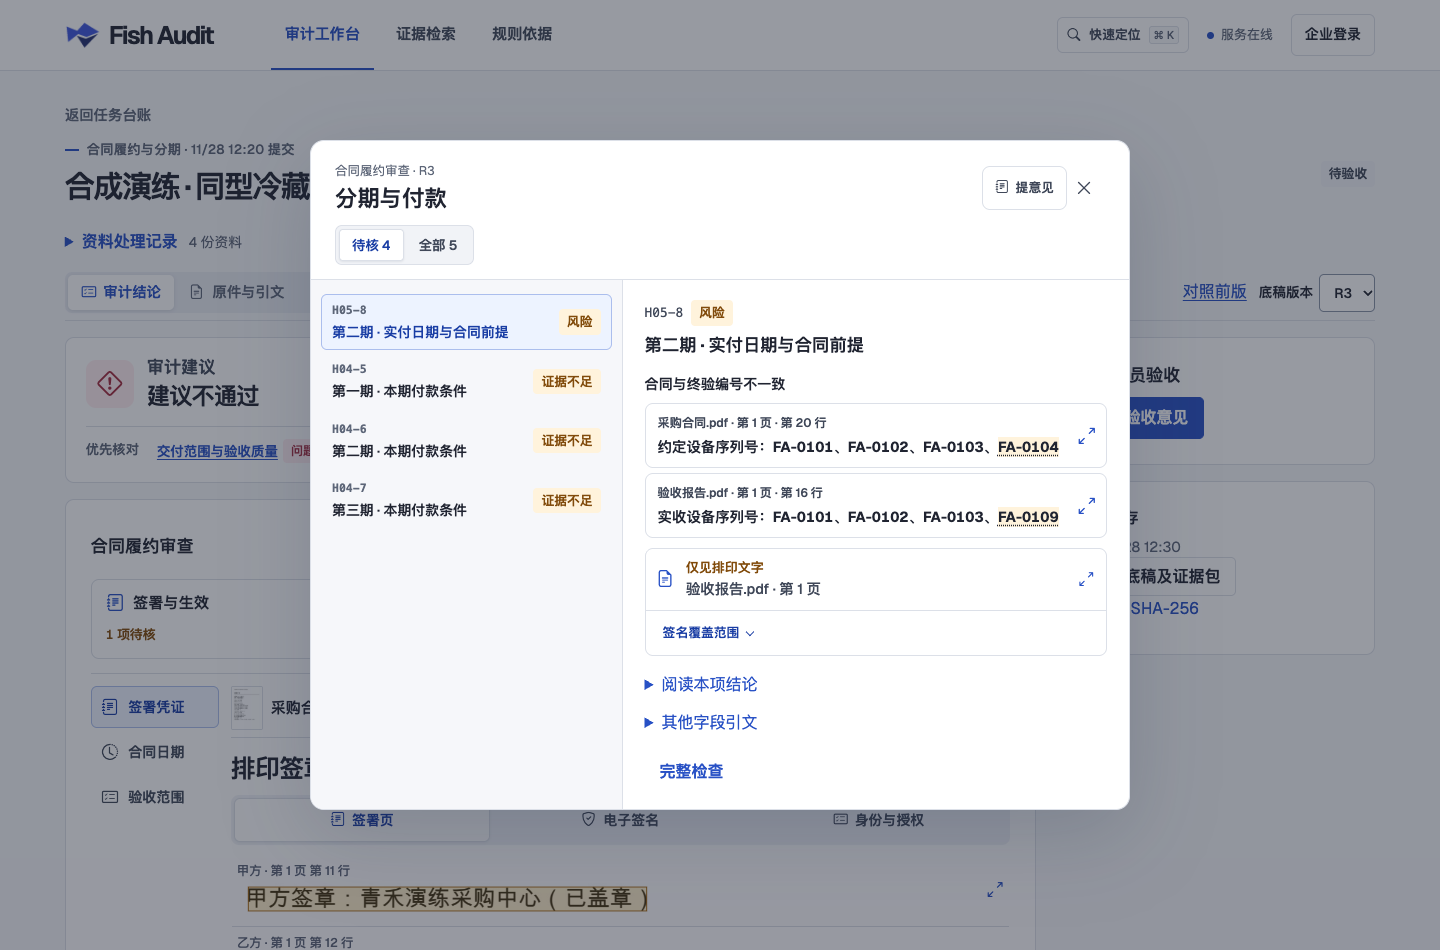 Fish Audit
审计工作台
证据检索
规则依据
快速定位
⌘ K
服务在线
企业登录
返回任务台账
合同履约与分期 · 11/28 12:20 提交
合成演练 · 同型冷藏
待验收
资料处理记录 4 份资料
审计结论
原件与引文
对照前版
底稿版本
R3
审计建议
建议不通过
优先核对
交付范围与验收质量
员验收
验收意见
28 12:30
底稿及证据包
SHA-256
合同履约审查
签署与生效
1 项待核
签署凭证
合同日期
验收范围
采购合
排印签章
签署页
电子签名
身份与授权
甲方 · 第 1 页 第 11 行
甲方签章：青禾演练采购中心（已盖章）
乙方 · 第 1 页 第 12 行
合同履约审查 · R3
分期与付款
提意见
待核 4
全部 5
H05-8
第二期 · 实付日期与合同前提
风险
H04-5
第一期 · 本期付款条件
证据不足
H04-6
第二期 · 本期付款条件
证据不足
H04-7
第三期 · 本期付款条件
证据不足
H05-8
风险
第二期 · 实付日期与合同前提
合同与终验编号不一致
采购合同.pdf · 第 1 页 · 第 20 行
约定设备序列号：FA-0101、FA-0102、FA-0103、FA-0104
验收报告.pdf · 第 1 页 · 第 16 行
实收设备序列号：FA-0101、FA-0102、FA-0103、FA-0109
仅见排印文字
验收报告.pdf · 第 1 页
签名覆盖范围
阅读本项结论
其他字段引文
完整检查